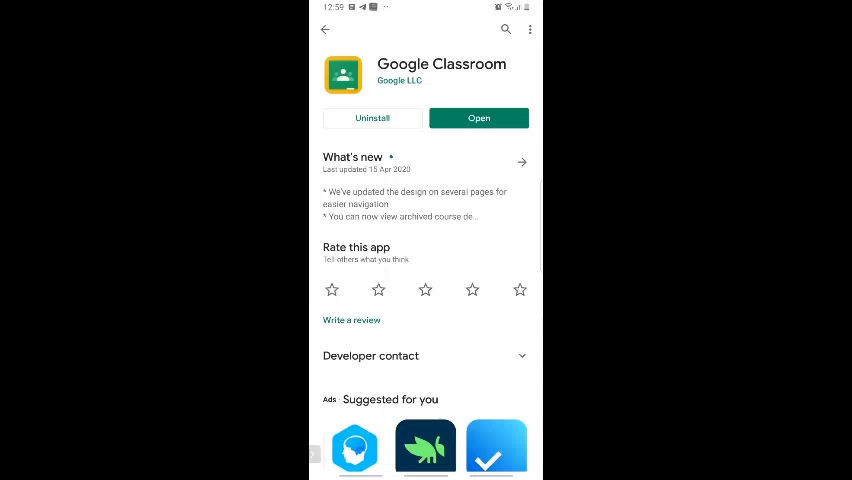 12:59
Google Classroom
Google LLC
Uninstall
Open
What's new •
Last updated 15 Apr 2020
* We've updated the design on several pages for
easier navigation
* You can now view archived course de...
Rate this app
Tell others what you think.
Write a review
Developer contact
Ads · Suggested for you